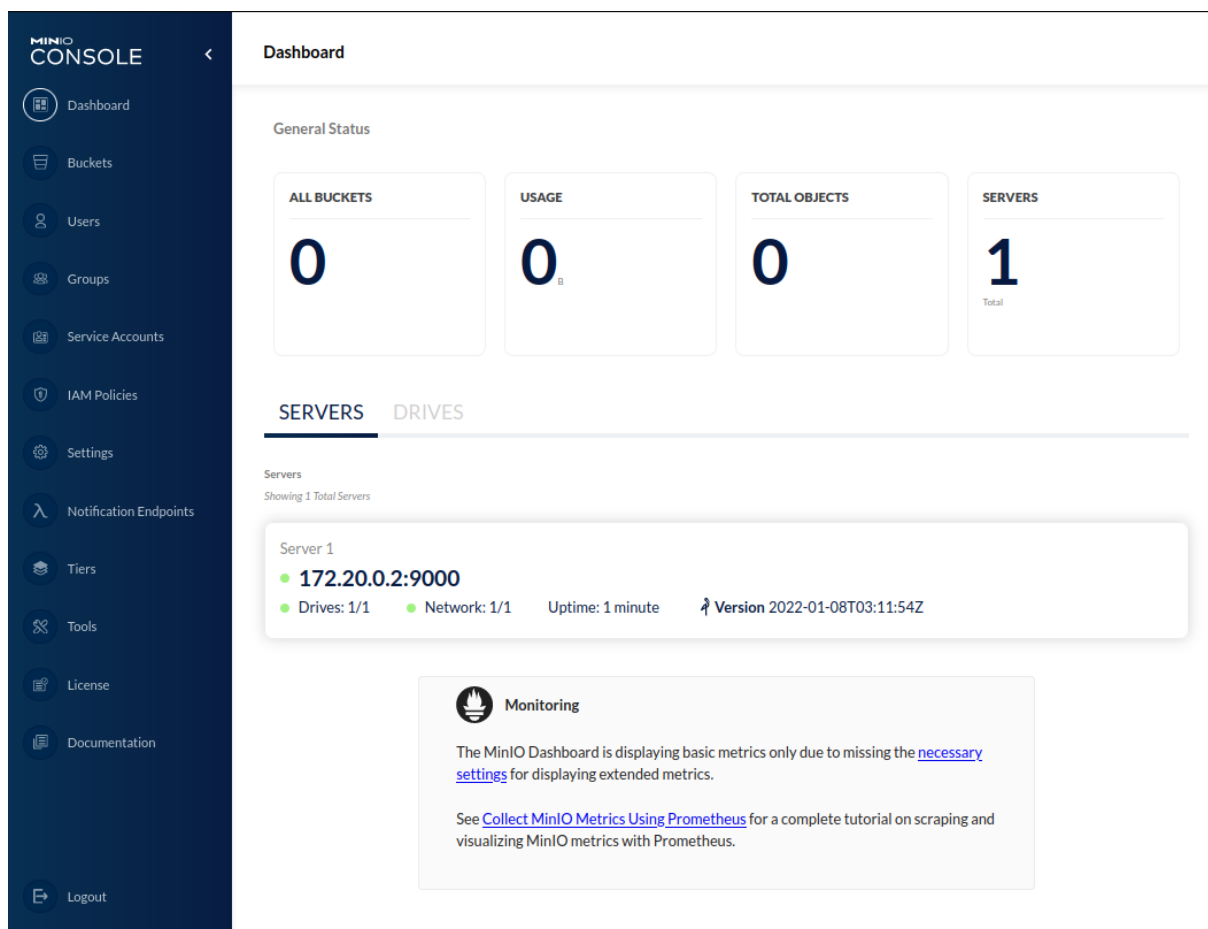 MINIO
CONSOLE
Dashboard
Buckets
Users
Groups
Service Accounts
IAM Policies
Settings
Notification Endpoints
Tiers
Tools
License
Documentation
Logout
Dashboard
General Status
ALL BUCKETS
0
USAGE
0 B
TOTAL OBJECTS
0
SERVERS
1
Total
SERVERS DRIVES
Servers
Showing 1 Total Servers
Server 1
172.20.0.2:9000
Drives: 1/1 Network: 1/1 Uptime: 1 minute Version 2022-01-08T03:11:54Z
Monitoring
The MinIO Dashboard is displaying basic metrics only due to missing the necessary
settings for displaying extended metrics.
See Collect MinIO Metrics Using Prometheus for a complete tutorial on scraping and
visualizing MinIO metrics with Prometheus.